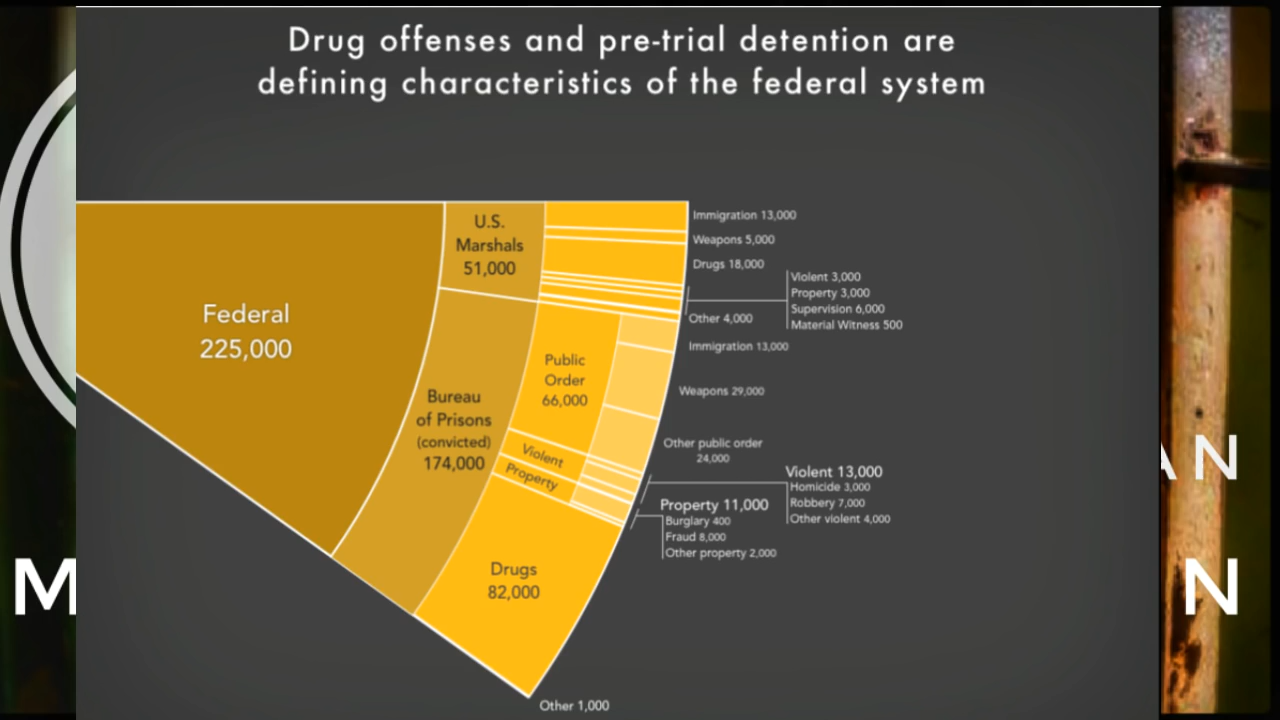 Drug offenses and pre-trial detention are
defining characteristics of the federal system
Federal
225,000
U.S.
Marshals
51,000
Immigration 13,000
Weapons 5,000
Drugs 18,000
Violent 3,000
Property 3,000
Supervision 6,000
Material Witness 500
Other 4,000
Bureau
of Prisons
(convicted)
174,000
Public
Order
66,000
Immigration 13,000
Weapons 29,000
Other public order
24,000
Violent
Violent 13,000
Homicide 3,000
Robbery 7,000
Other violent 4,000
Property
Property 11,000
Burglary 400
Fraud 8,000
Other property 2,000
Drugs
82,000
Other 1,000
AN
M
N